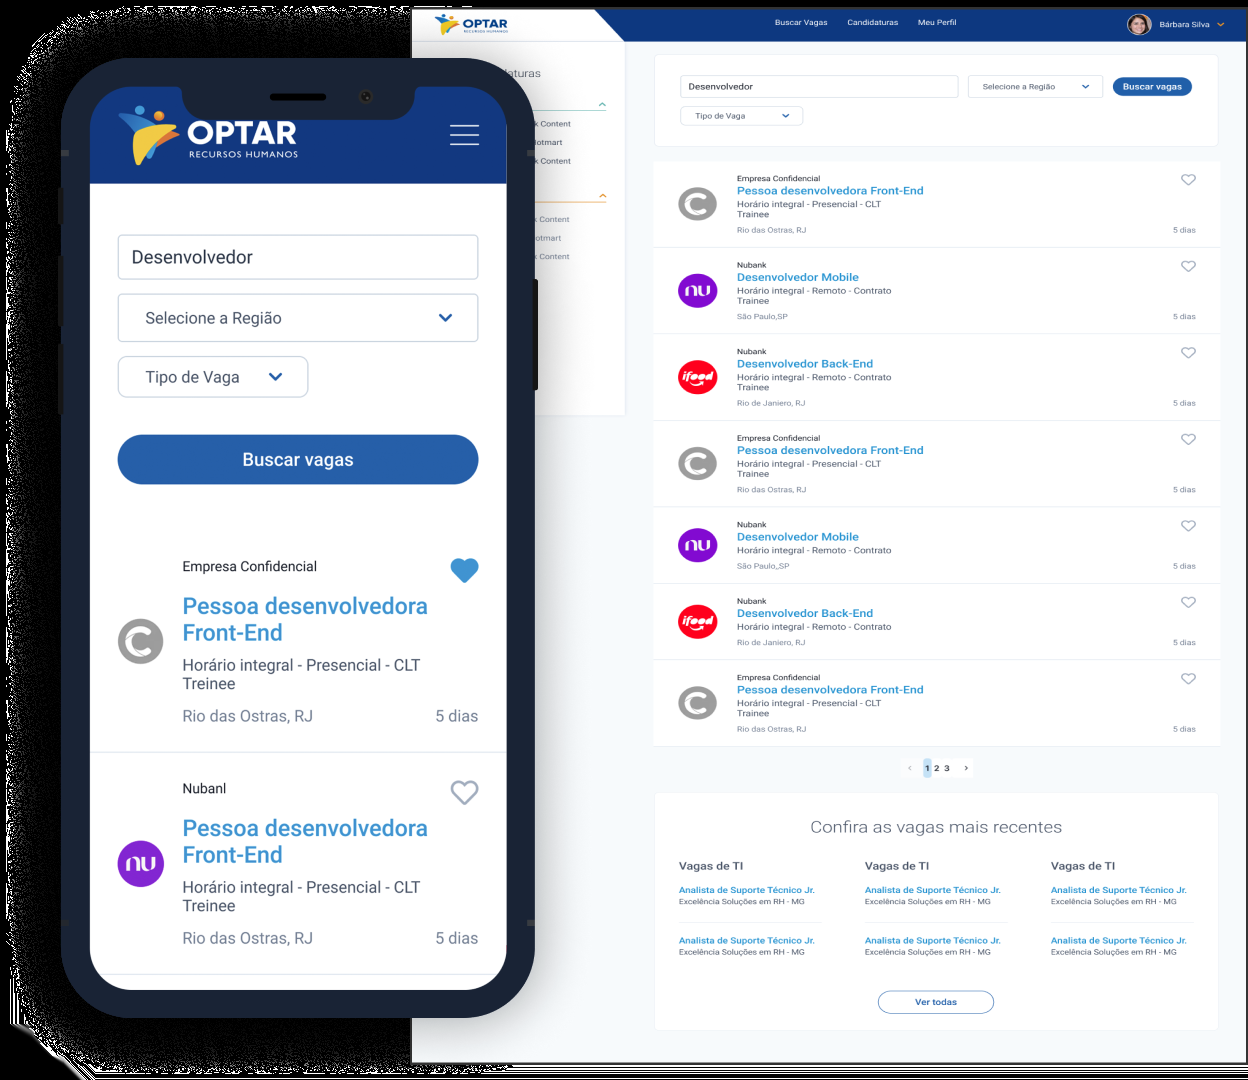 OPTAR
RECURSOS HUMANOS
Desenvolvedor
Selecione a Região
Tipo de Vaga
Buscar vagas
Empresa Confidencial
Pessoa desenvolvedora
Front-End
Horário integral - Presencial - CLT
Treinee
Rio das Ostras, RJ
5 dias
Nubanl
nu
Pessoa desenvolvedora
Front-End
Horário integral - Presencial - CLT
Treinee
Rio das Ostras, RJ
5 dias
OPTAR
RECURSOS HUMANOS
Buscar Vagas
Candidaturas
Meu Perfil
Bárbara Silva
aturas
k Content
otmart
k Content
k Content
otmart
k Content
Desenvolvedor
Selecione a Região
Buscar vagas
Tipo de Vaga
Empresa Confidencial
Pessoa desenvolvedora Front-End
Horário integral - Presencial - CLT
Trainee
Rio das Ostras, RJ
5 dias
Nubank
nu
Desenvolvedor Mobile
Horário integral - Remoto - Contrato
Trainee
São Paulo,SP
5 dias
Nubank
ifood
Desenvolvedor Back-End
Horário integral - Remoto - Contrato
Trainee
Rio de Janiero, RJ
5 dias
Empresa Confidencial
Pessoa desenvolvedora Front-End
Horário integral - Presencial - CLT
Trainee
Rio das Ostras, RJ
5 dias
Nubank
nu
Desenvolvedor Mobile
Horário integral - Remoto - Contrato
São Paulo,,SP
5 dias
Nubank
ifood
Desenvolvedor Back-End
Horário integral - Remoto - Contrato
Rio de Janiero, RJ
5 dias
Empresa Confidencial
Pessoa desenvolvedora Front-End
Horário integral - Presencial - CLT
Trainee
Rio das Ostras, RJ
5 dias
< 1 2 3 >
Confira as vagas mais recentes
Vagas de TI
Vagas de TI
Vagas de TI
Analista de Suporte Técnico Jr.
Analista de Suporte Técnico Jr.
Analista de Suporte Técnico Jr.
Excelência Soluções em RH - MG
Excelência Soluções em RH - MG
Excelência Soluções em RH - MG
Analista de Suporte Técnico Jr.
Analista de Suporte Técnico Jr.
Analista de Suporte Técnico Jr.
Excelência Soluções em RH - MG
Excelência Soluções em RH - MG
Excelência Soluções em RH - MG
Ver todas